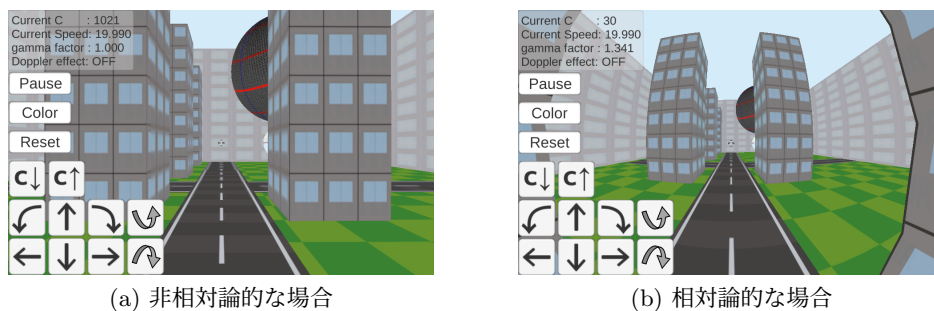 Current C : 1021
Current Speed: 19.990
gamma factor : 1.000
Doppler effect: OFF
Pause
Color
Reset
C↓ C↑
(a) 非相対論的な場合
Current C : 30
Current Speed: 19.990
gamma factor : 1.341
Doppler effect: OFF
Pause
Color
Reset
C↓ C↑
(b) 相対論的な場合